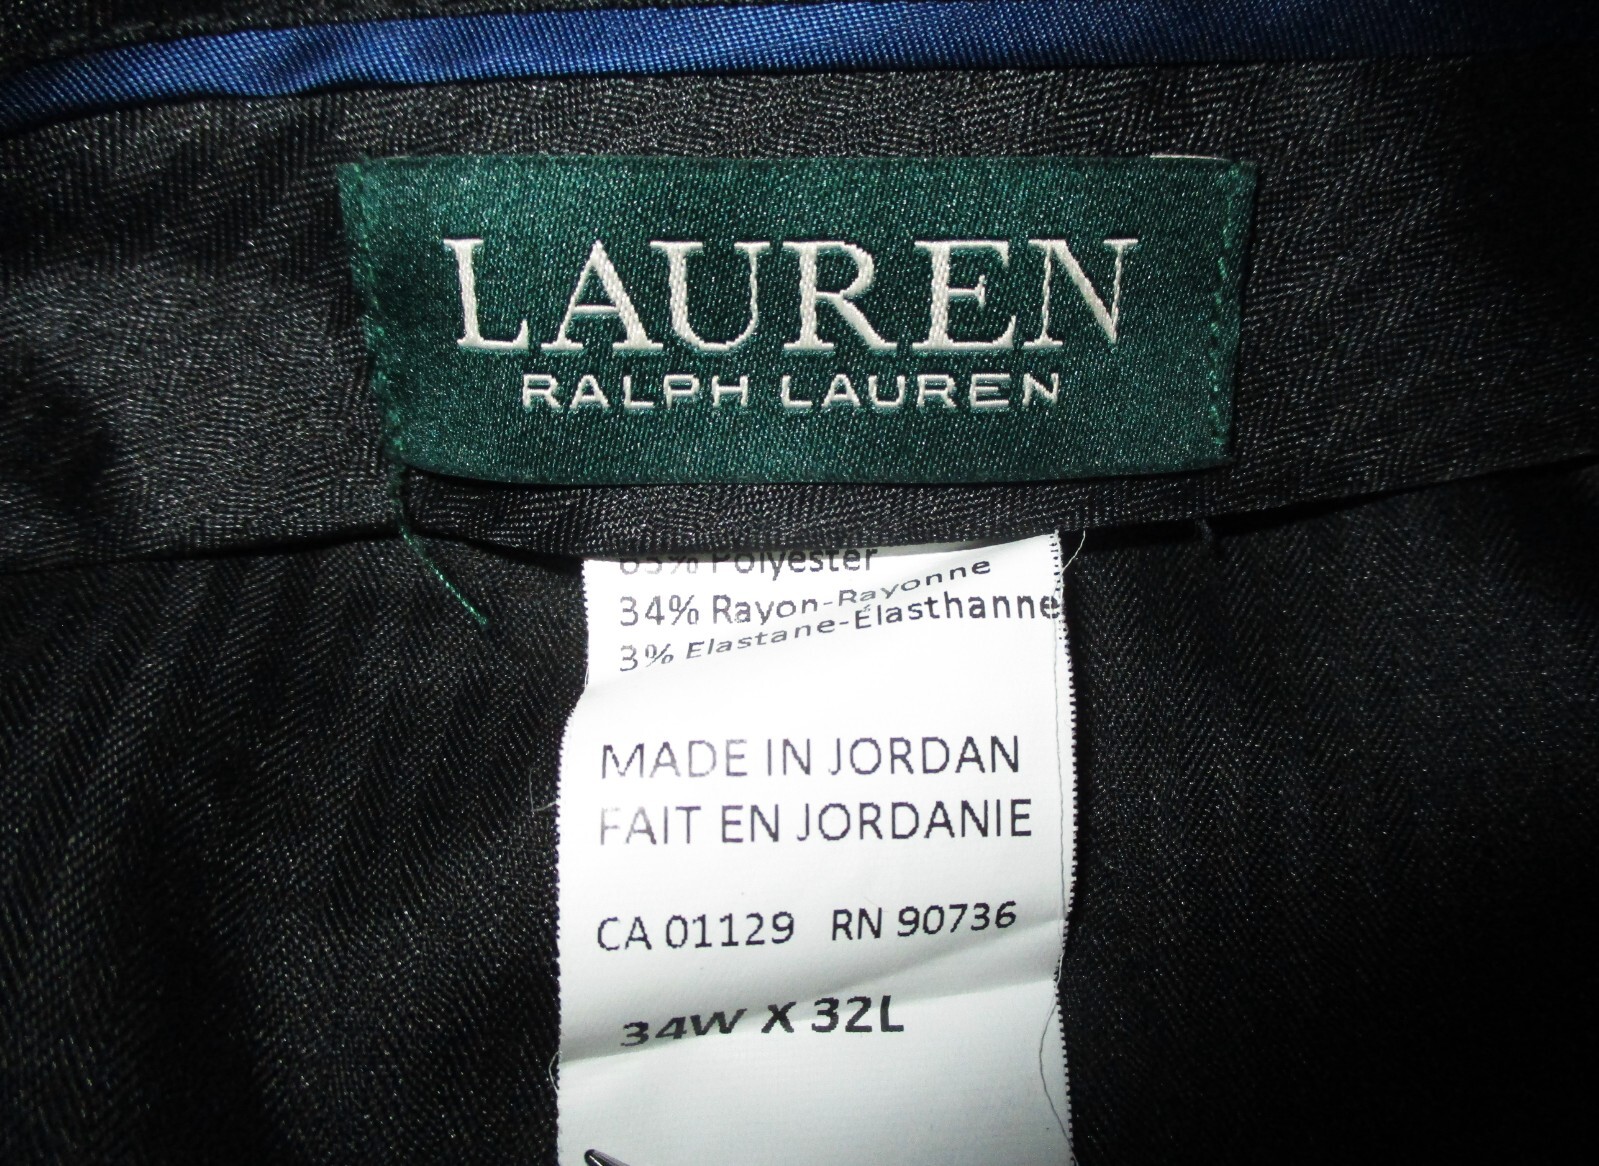 LAUREN
RALPH LAUREN
Polyester
34% Rayon-Rayonne
3% Elastane-Élasthanne
MADE IN JORDAN
FAIT EN JORDANIE
CA 01129 RN 90736
34W X 32L